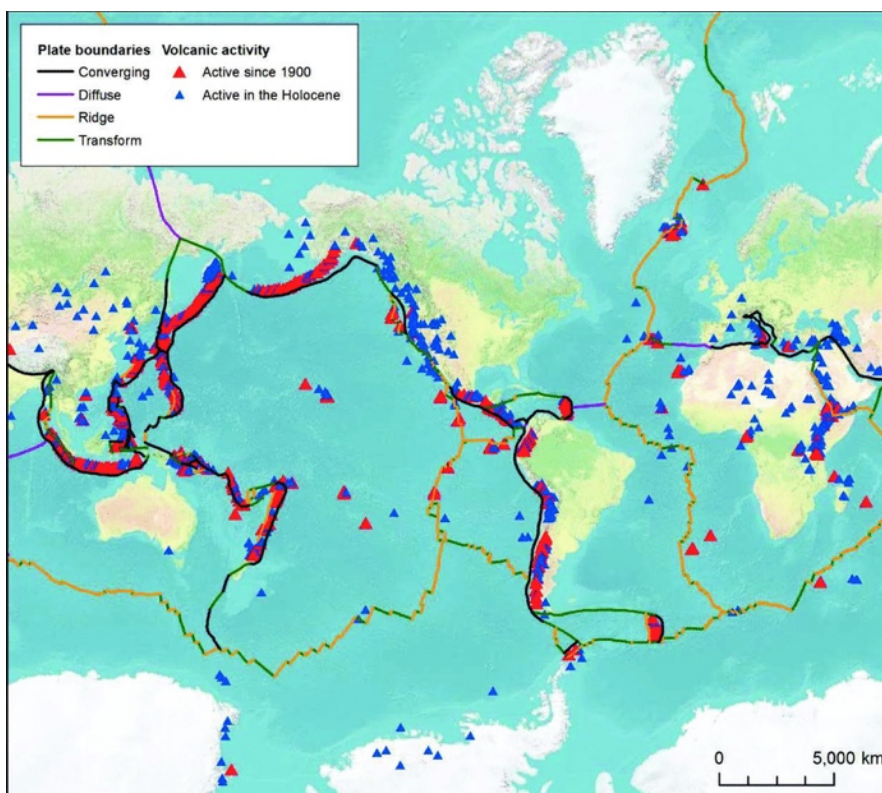 Plate boundaries Volcanic activity
Converging Active since 1900
Diffuse Active in the Holocene
Ridge
Transform
0 5,000 km